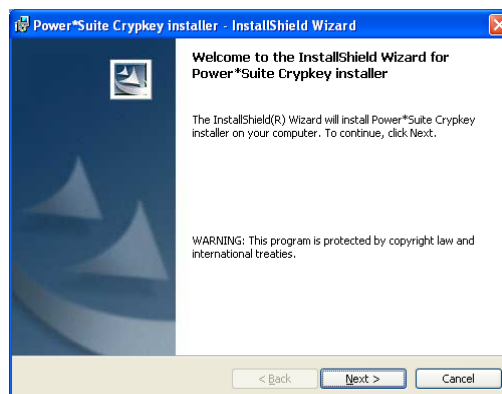 Power*Suite Crypkey installer - InstallShield Wizard
Welcome to the InstallShield Wizard for
Power*Suite Crypkey installer
The InstallShield(R) Wizard will install Power*Suite Crypkey
installer on your computer. To continue, click Next.
WARNING: This program is protected by copyright law and
international treaties.
< Back
Next >
Cancel